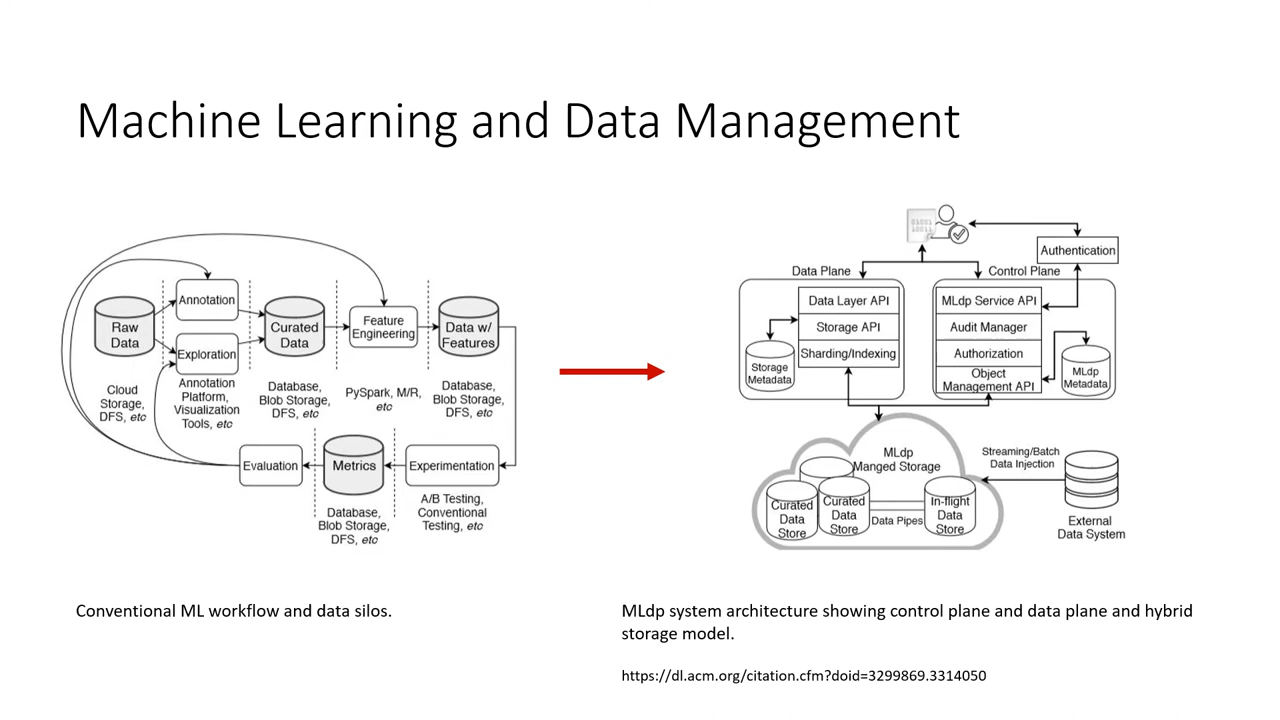 Machine Learning and Data Management
Raw
Data
Annotation
Exploration
Curated
Data
Feature
Engineering
Data w/
Features
Cloud
Storage,
DFS, etc
Annotation
Platform,
Visualization
Tools, etc
Database,
Blob Storage,
DFS, etc
PySpark, M/R,
etc
Database,
Blob Storage,
DFS, etc
Evaluation
Metrics
Experimentation
Database,
Blob Storage,
DFS, etc
A/B Testing,
Conventional
Testing, etc
Conventional ML workflow and data silos.
01001
10011
Authentication
Data Plane
Control Plane
Data Layer API
Storage API
Sharding/Indexing
Storage
Metadata
MLdp Service API
Audit Manager
Authorization
Object
Management API
MLdp
Metadata
MLdp
Manged Storage
Curated
Data
Store
Curated
Data
Store
Data Pipes
In-flight
Data
Store
Streaming/Batch
Data Injection
External
Data System
MLdp system architecture showing control plane and data plane and hybrid
storage model.
https://dl.acm.org/citation.cfm?doid=3299869.3314050